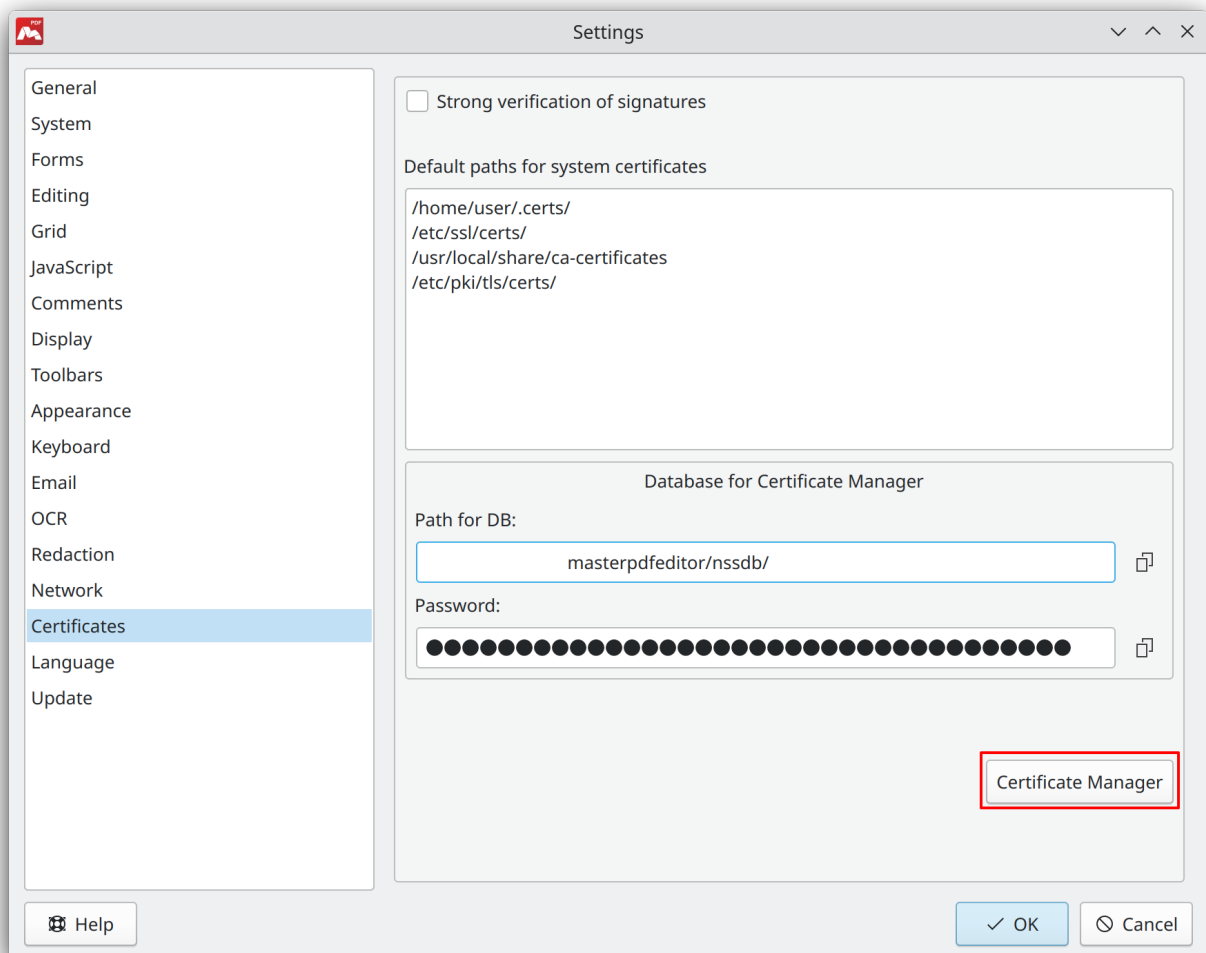 PDF
Settings
General
System
Forms
Editing
Grid
JavaScript
Comments
Display
Toolbars
Appearance
Keyboard
Email
OCR
Redaction
Network
Certificates
Language
Update
Strong verification of signatures
Default paths for system certificates
/home/user/.certs/
/etc/ssl/certs/
/usr/local/share/ca-certificates
/etc/pki/tls/certs/
Database for Certificate Manager
Path for DB:
masterpdfeditor/nssdb/
Password:
●●●●●●●●●●●●●●●●●●●●●●●●●●●●●●●●●●●●
Certificate Manager
Help
OK
Cancel